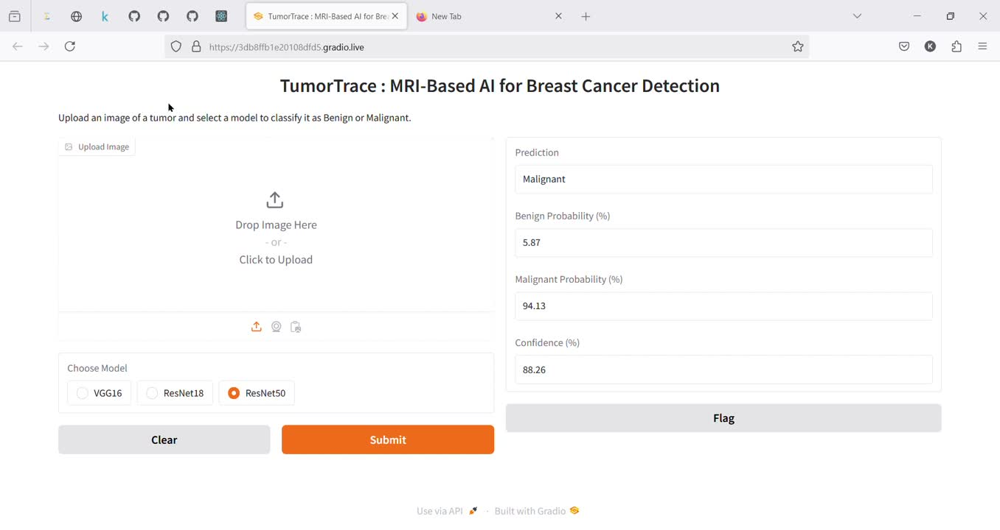 TumorTrace : MRI-Based AI for Brea
New Tab
https://3db8ffb1e20108dfd5.gradio.live
K
TumorTrace : MRI-Based AI for Breast Cancer Detection
Upload an image of a tumor and select a model to classify it as Benign or Malignant.
Upload Image
Drop Image Here
- or -
Click to Upload
Choose Model
VGG16
ResNet18
ResNet50
Clear
Submit
Prediction
Malignant
Benign Probability (%)
5.87
Malignant Probability (%)
94.13
Confidence (%)
88.26
Flag
Use via API · Built with Gradio